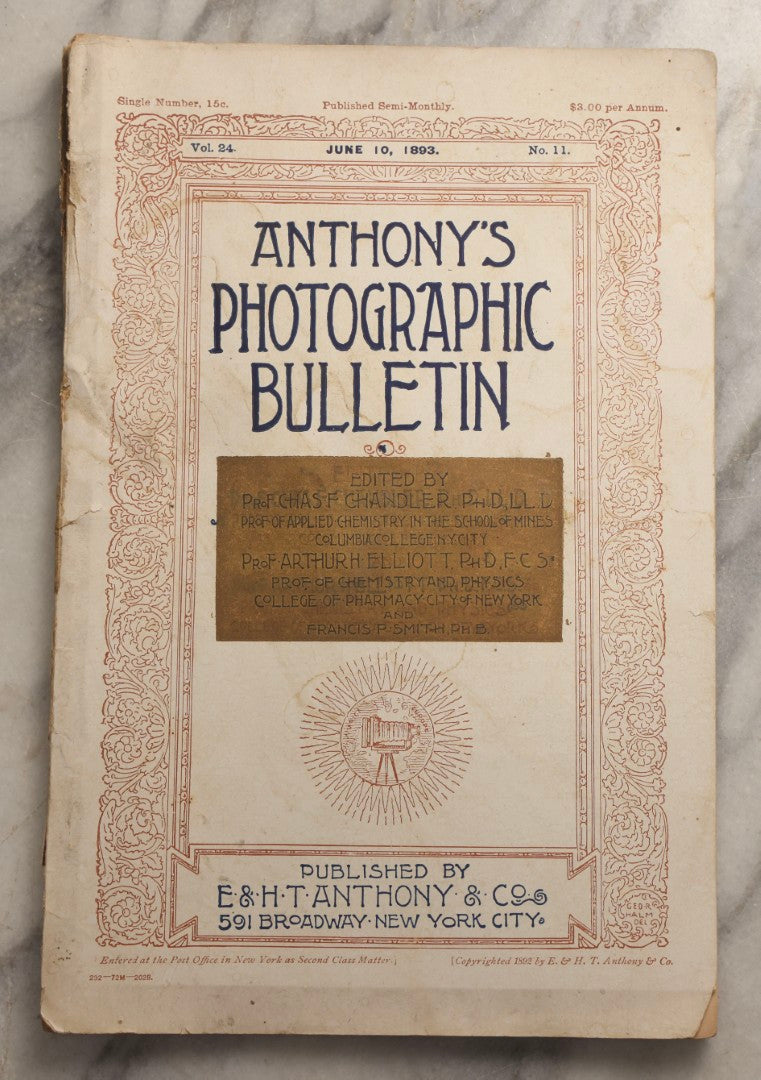 Single Number, 15c. Published Semi-Monthly. $3.00 per Annum.
Vol. 24. JUNE 10, 1893. No. 11.
ANTHONY'S
PHOTOGRAPHIC
BULLETIN
EDITED BY
PROF. CHAS. F. CHANDLER, PH.D, LL.D.
PROF OF APPLIED CHEMISTRY IN THE SCHOOL OF MINES
COLUMBIA COLLEGE N.Y. CITY
PROF. ARTHUR H. ELLIOTT, PH.D, F.C.S.
PROF. OF CHEMISTRY AND PHYSICS
COLLEGE OF PHARMACY CITY OF NEW YORK
AND
FRANCIS P. SMITH, PH.B.
PUBLISHED BY
E. & H. T. ANTHONY & CO
591 BROADWAY NEW YORK CITY.
GEO. R.
HALM
DEL
Entered at the Post Office in New York as Second Class Matter.] [Copyrighted 1892 by E. & H. T. Anthony & Co.